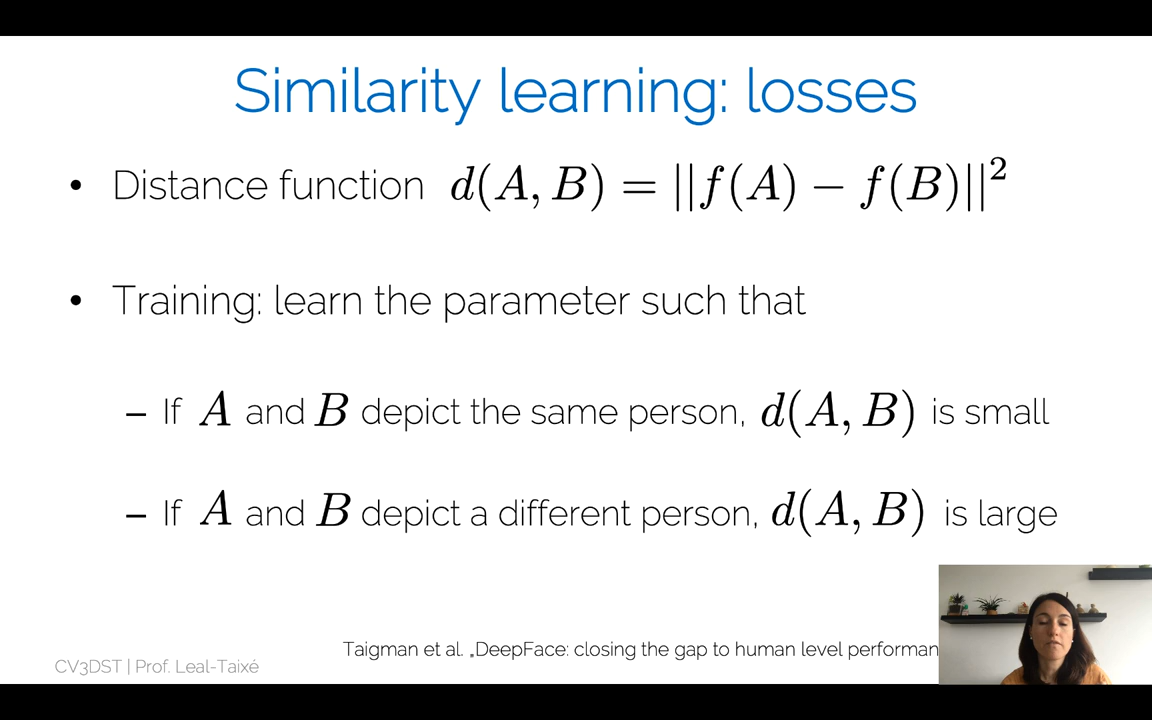 Similarity learning: losses
• Distance function d(A, B) = ||f(A) − f(B)||²
• Training: learn the parameter such that
– If A and B depict the same person, d(A, B) is small
– If A and B depict a different person, d(A, B) is large
Taigman et al. „DeepFace: closing the gap to human level performan
CV3DST | Prof. Leal-Taixé